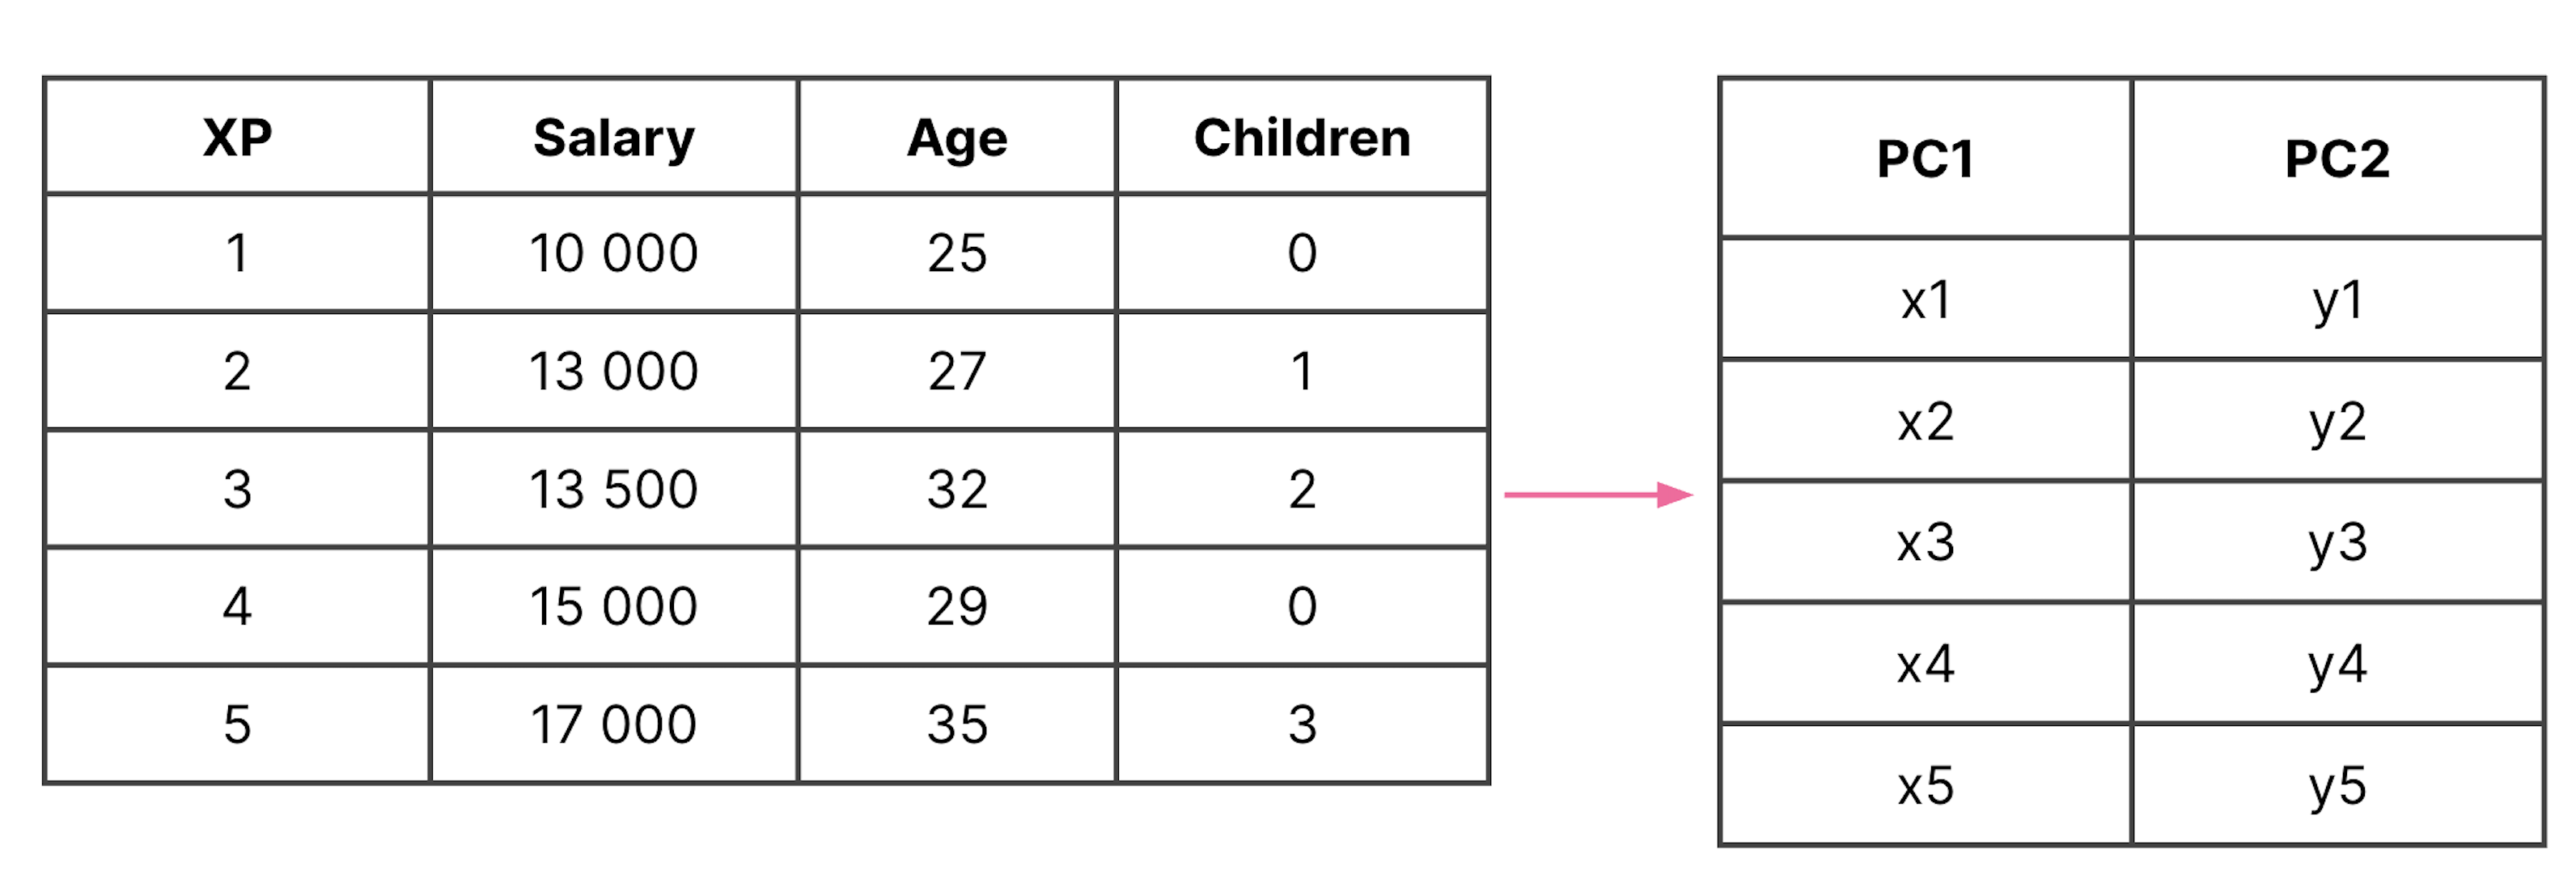 XP Salary Age Children
1 10 000 25 0
2 13 000 27 1
3 13 500 32 2
4 15 000 29 0
5 17 000 35 3
PC1 PC2
x1 y1
x2 y2
x3 y3
x4 y4
x5 y5